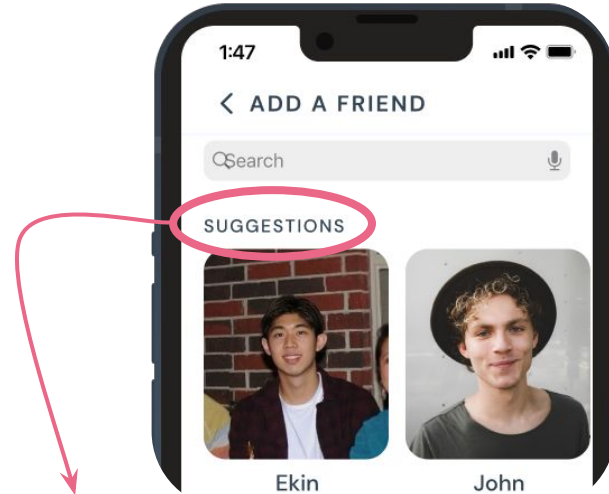 1:47
ADD A FRIEND
Search
SUGGESTIONS
Ekin
John